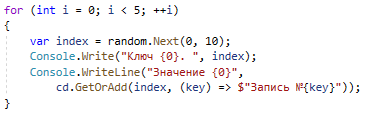 for (int i = 0; i < 5; ++i)
{
    var index = random.Next(0, 10);
    Console.Write("Ключ {0}. ", index);
    Console.WriteLine("Значение {0}",
        cd.GetOrAdd(index, (key) => $"Запись №{key}"));
}